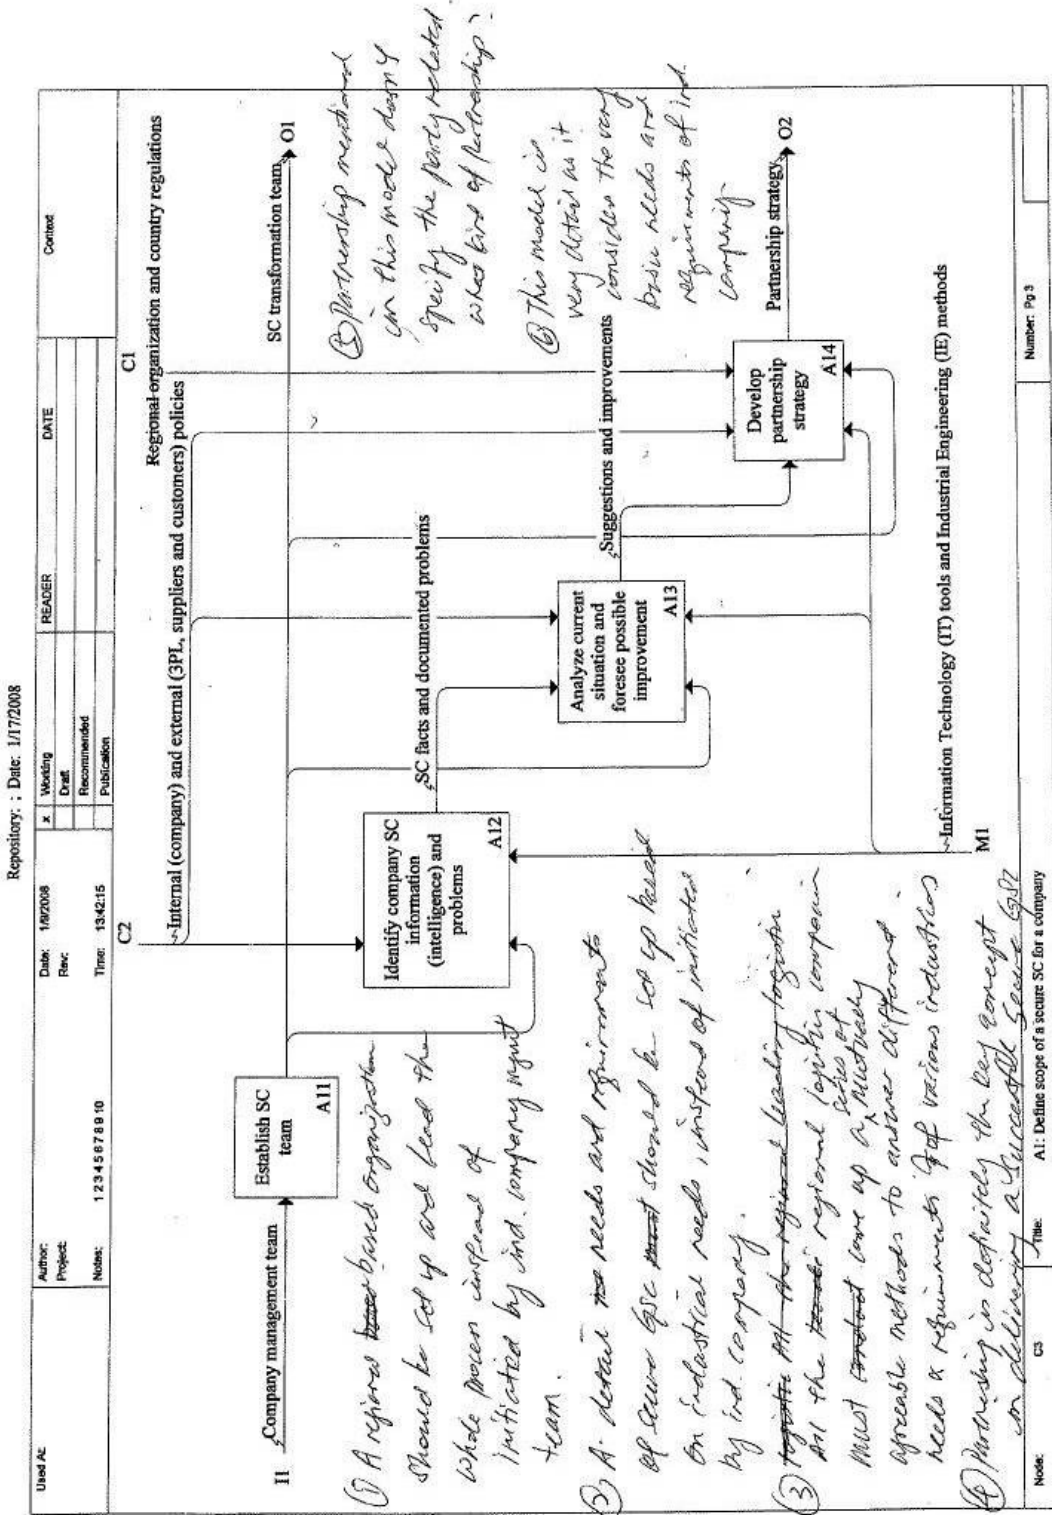 Repository: ; Date: 1/17/2008
Used At:
Author:
Project:
Notes: 1 2 3 4 5 6 7 8 9 10
Date: 1/9/2008
Rev:
Time: 13:42:15
x Working
Draft
Recommended
Publication
READER
DATE
Context
C2
C1
Internal (company) and external (3PL, suppliers and customers) policies
Regional organization and country regulations
I1
Company management team
Establish SC
team
A11
Identify company SC
information
(intelligence) and
problems
A12
SC facts and documented problems
Analyze current
situation and
foresee possible
improvement
A13
Suggestions and improvements
Develop
partnership
strategy
A14
SC transformation team
O1
Partnership strategy
O2
Information Technology (IT) tools and Industrial Engineering (IE) methods
M1
① A regional based organization
should be set up and lead the
whole process instead of
initiated by ind. company mgmt
team.
② A detail needs and requirements
of secure GSC should be set up based
on industrial needs, instead of initiated
by ind. company.
③ All the regional leading logistic
All the regional logistics companies
must come up a series of mutually
agreeable methods to answer different
needs & requirements of various industries
④ Partnership is definitely the key concept
in delivering a successful secure GSC
⑤ Partnership mentioned
in this model doesn't
specify the party related
what kind of partnership?
⑥ This model is
very detail as it
consider the very
basic needs and
requirements of ind.
company
Node: C3
Title: A1: Define scope of a secure SC for a company
Number: Pg 3